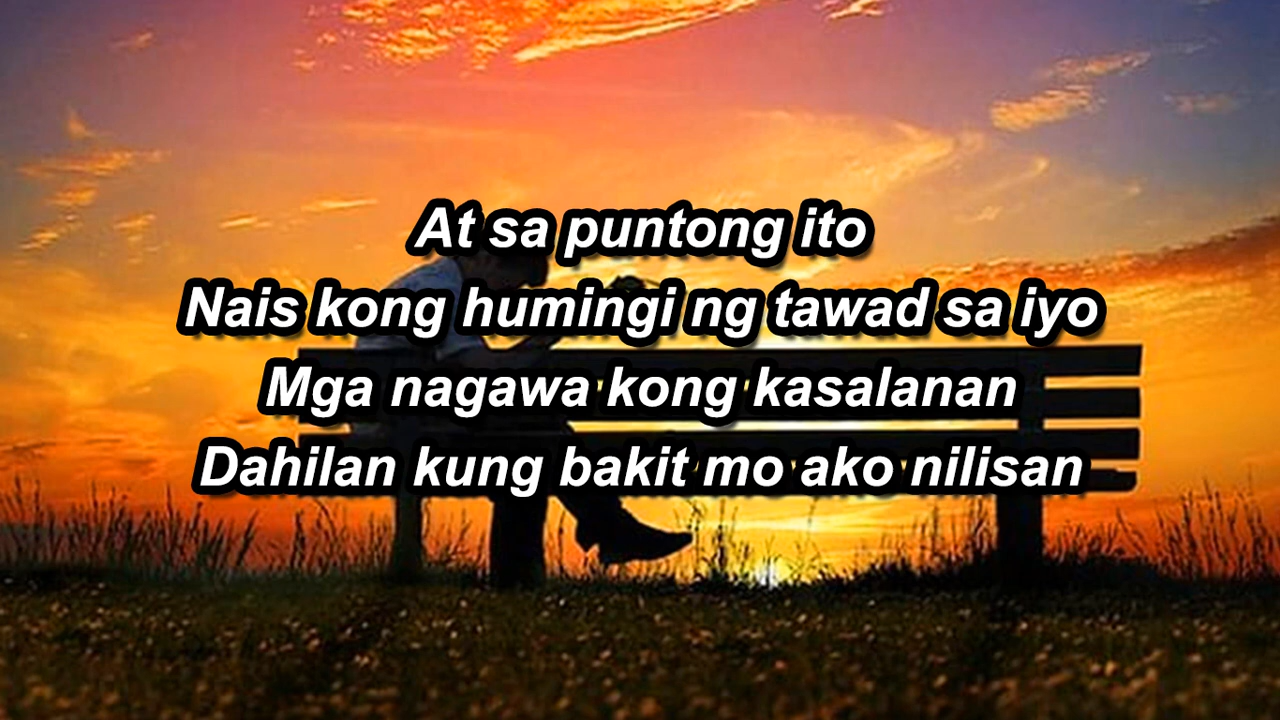 At sa puntong ito
Nais kong humingi ng tawad sa iyo
Mga nagawa kong kasalanan
Dahilan kung bakit mo ako nilisan